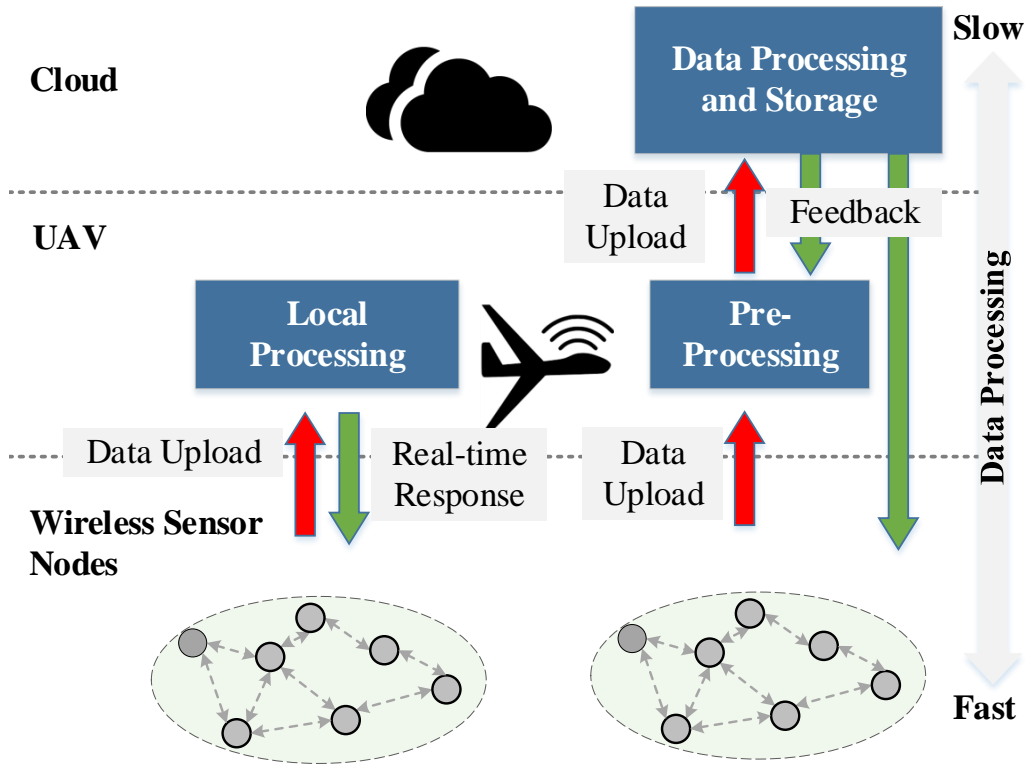 Slow
Cloud
Data Processing
and Storage
Data
Upload
Feedback
UAV
Local
Processing
Pre-
Processing
Data Processing
Data Upload
Real-time
Response
Data
Upload
Wireless Sensor
Nodes
Fast